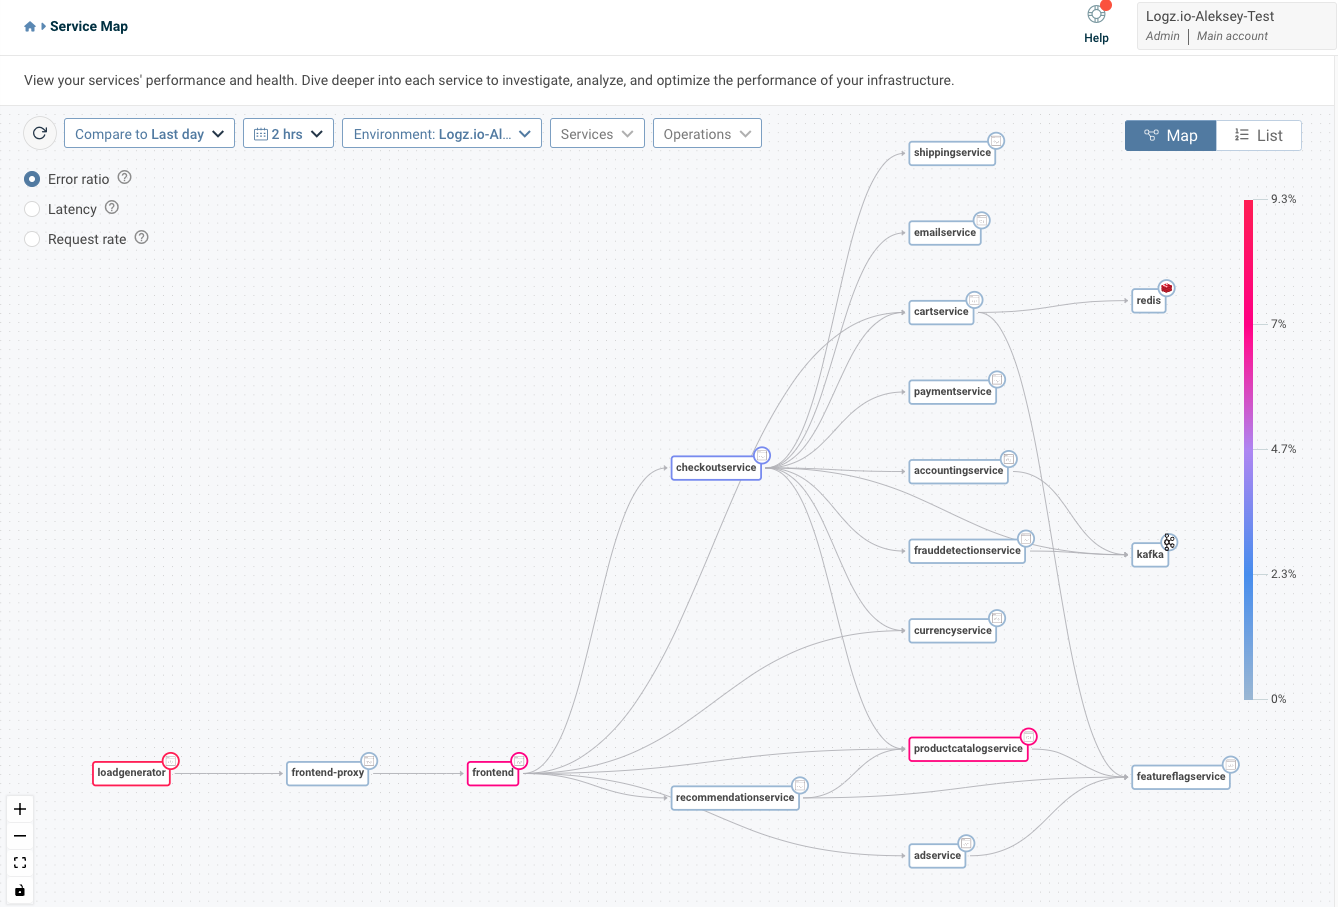 Service Map
Help
Logz.io-Aleksey-Test
Admin | Main account
View your services' performance and health. Dive deeper into each service to investigate, analyze, and optimize the performance of your infrastructure.
Compare to Last day
2 hrs
Environment: Logz.io-Al...
Services
Operations
Map
List
Error ratio ?
Latency ?
Request rate ?
shippingservice
emailservice
cartservice
redis
paymentservice
checkoutservice
accountingservice
frauddetectionservice
kafka
currencyservice
productcatalogservice
loadgenerator
frontend-proxy
frontend
featureflagservice
recommendationservice
adservice
9.3%
7%
4.7%
2.3%
0%